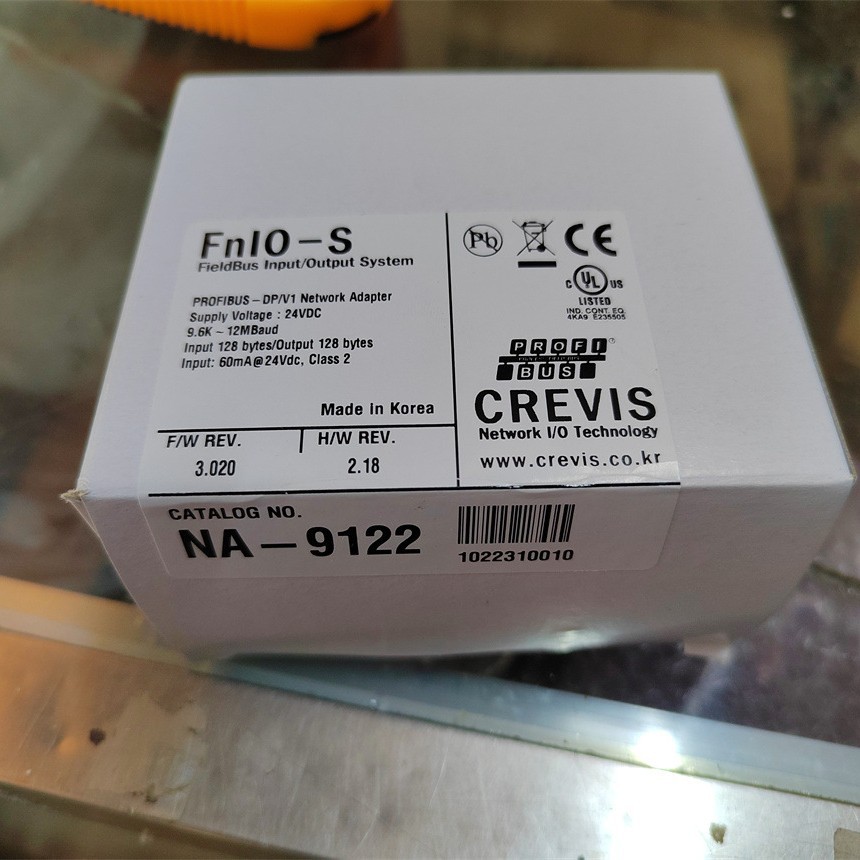 FnIO-S
FieldBus Input/Output System
PROFIBUS-DP/V1 Network Adapter
Supply Voltage : 24VDC
9.6K ~ 12MBaud
Input 128 bytes/Output 128 bytes
Input: 60mA@24Vdc, Class 2
Made in Korea
F/W REV.
H/W REV.
3.020
2.18
Pb
CE
C UL US
LISTED
IND. CONT. EQ.
4KA9 E235505
PROFI
BUS
CREVIS
Network I/O Technology
www.crevis.co.kr
CATALOG NO.
NA-9122
1022310010